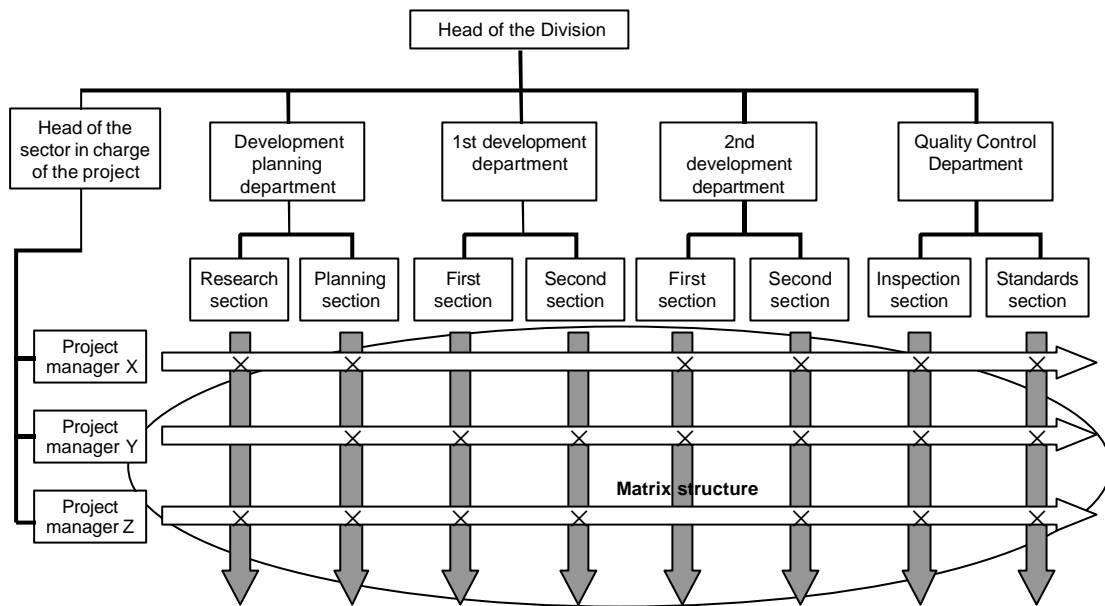 Head of the Division
Head of the
sector in charge
of the project
Development
planning
department
1st development
department
2nd
development
department
Quality Control
Department
Research
section
Planning
section
First
section
Second
section
First
section
Second
section
Inspection
section
Standards
section
Project
manager X
Project
manager Y
Matrix structure
Project
manager Z